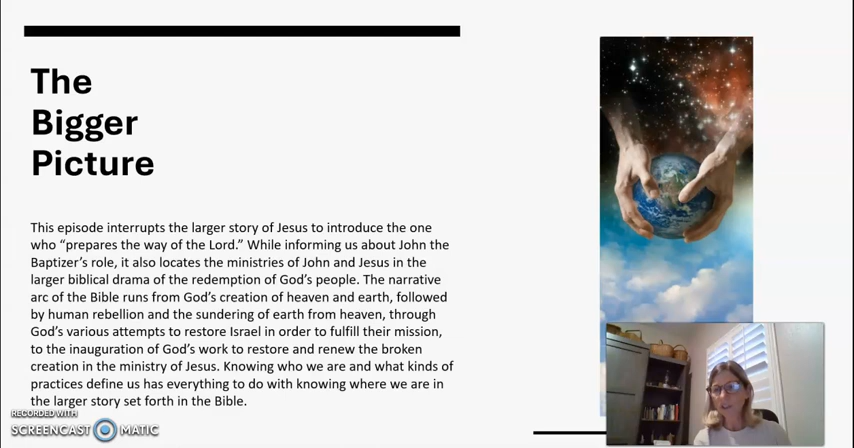 The
Bigger
Picture
This episode interrupts the larger story of Jesus to introduce the one
who “prepares the way of the Lord.” While informing us about John the
Baptizer’s role, it also locates the ministries of John and Jesus in the
larger biblical drama of the redemption of God’s people. The narrative
arc of the Bible runs from God’s creation of heaven and earth, followed
by human rebellion and the sundering of earth from heaven, through
God’s various attempts to restore Israel in order to fulfill their mission,
to the inauguration of God’s work to restore and renew the broken
creation in the ministry of Jesus. Knowing who we are and what kinds of
practices define us has everything to do with knowing where we are in
the larger story set forth in the Bible.
RECORDED WITH
SCREENCAST MATIC